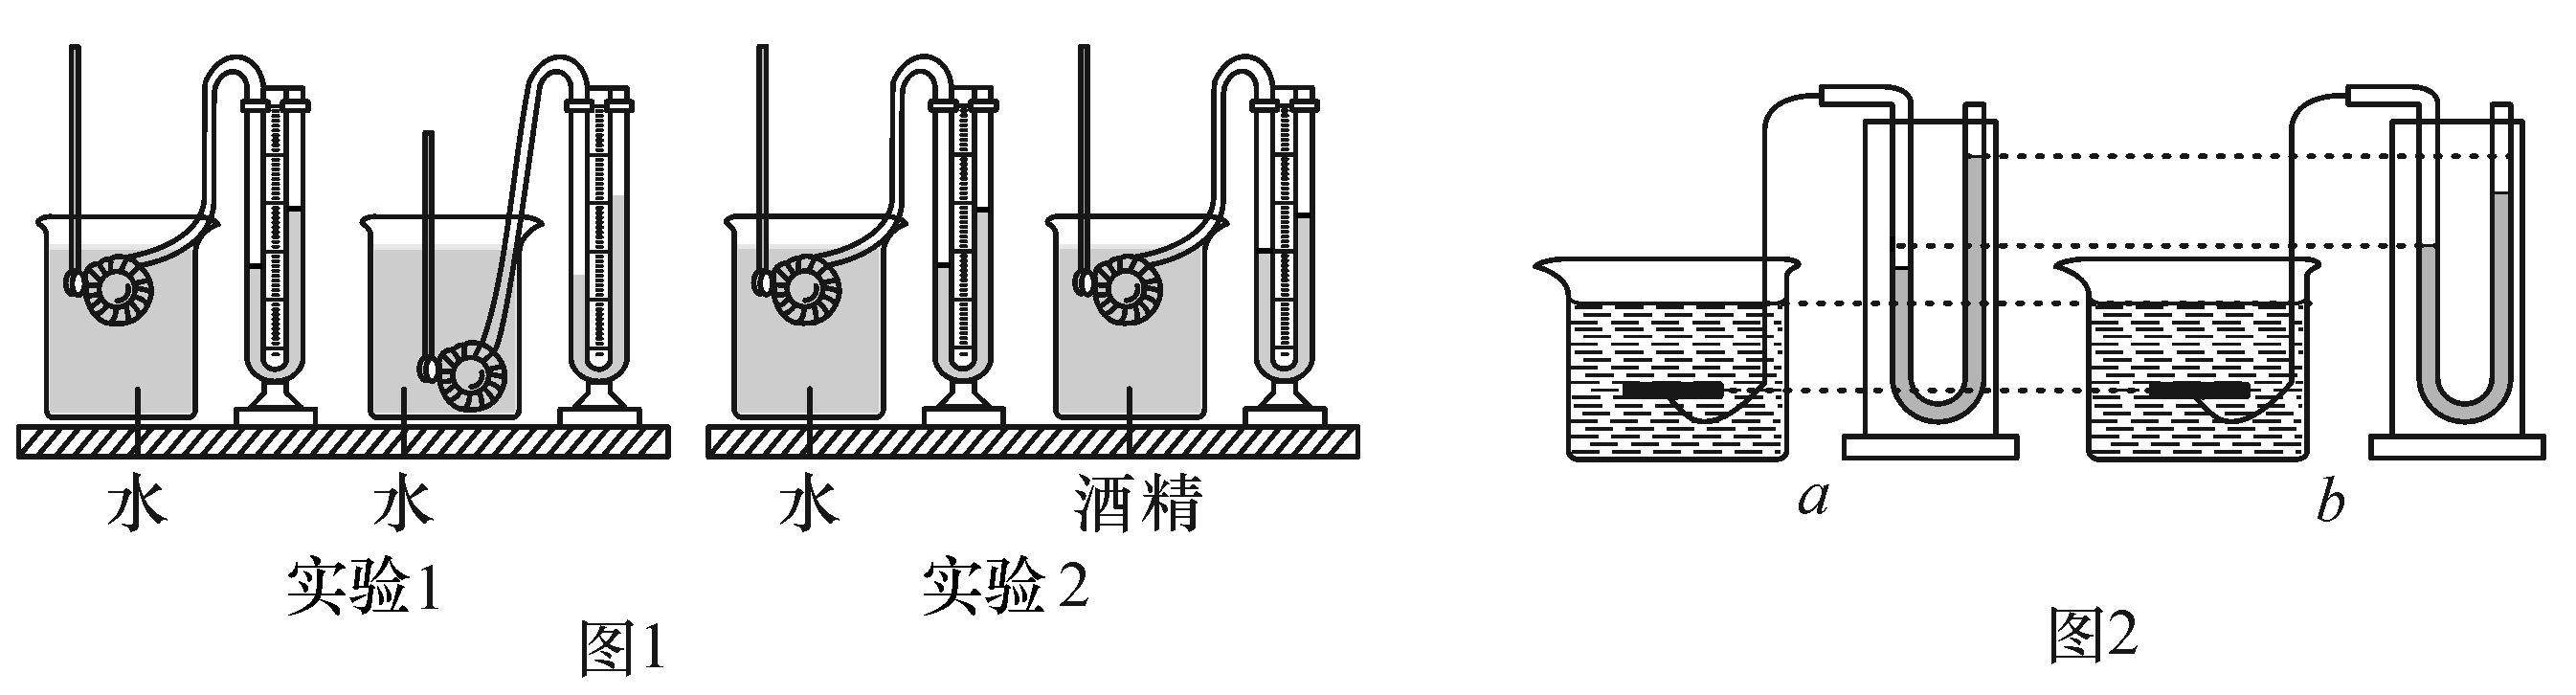 水 水 水 酒精
a b
实验1 实验2
图1 图2